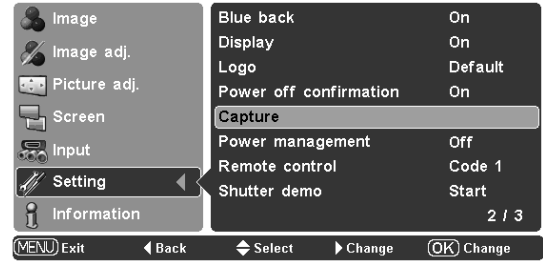 Image
Image adj.
Picture adj.
Screen
Input
Setting
Information
Blue back On
Display On
Logo Default
Power off confirmation On
Capture
Power management Off
Remote control Code 1
Shutter demo Start
2 / 3
MENU Exit Back Select Change OK Change